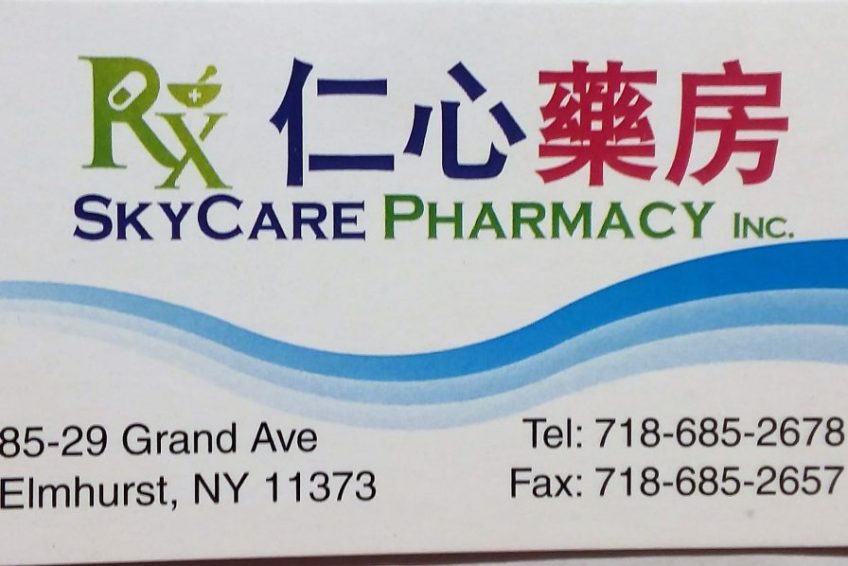 Rx 仁心藥房
SKYCARE PHARMACY INC.
85-29 Grand Ave
Elmhurst, NY 11373
Tel: 718-685-2678
Fax: 718-685-2657